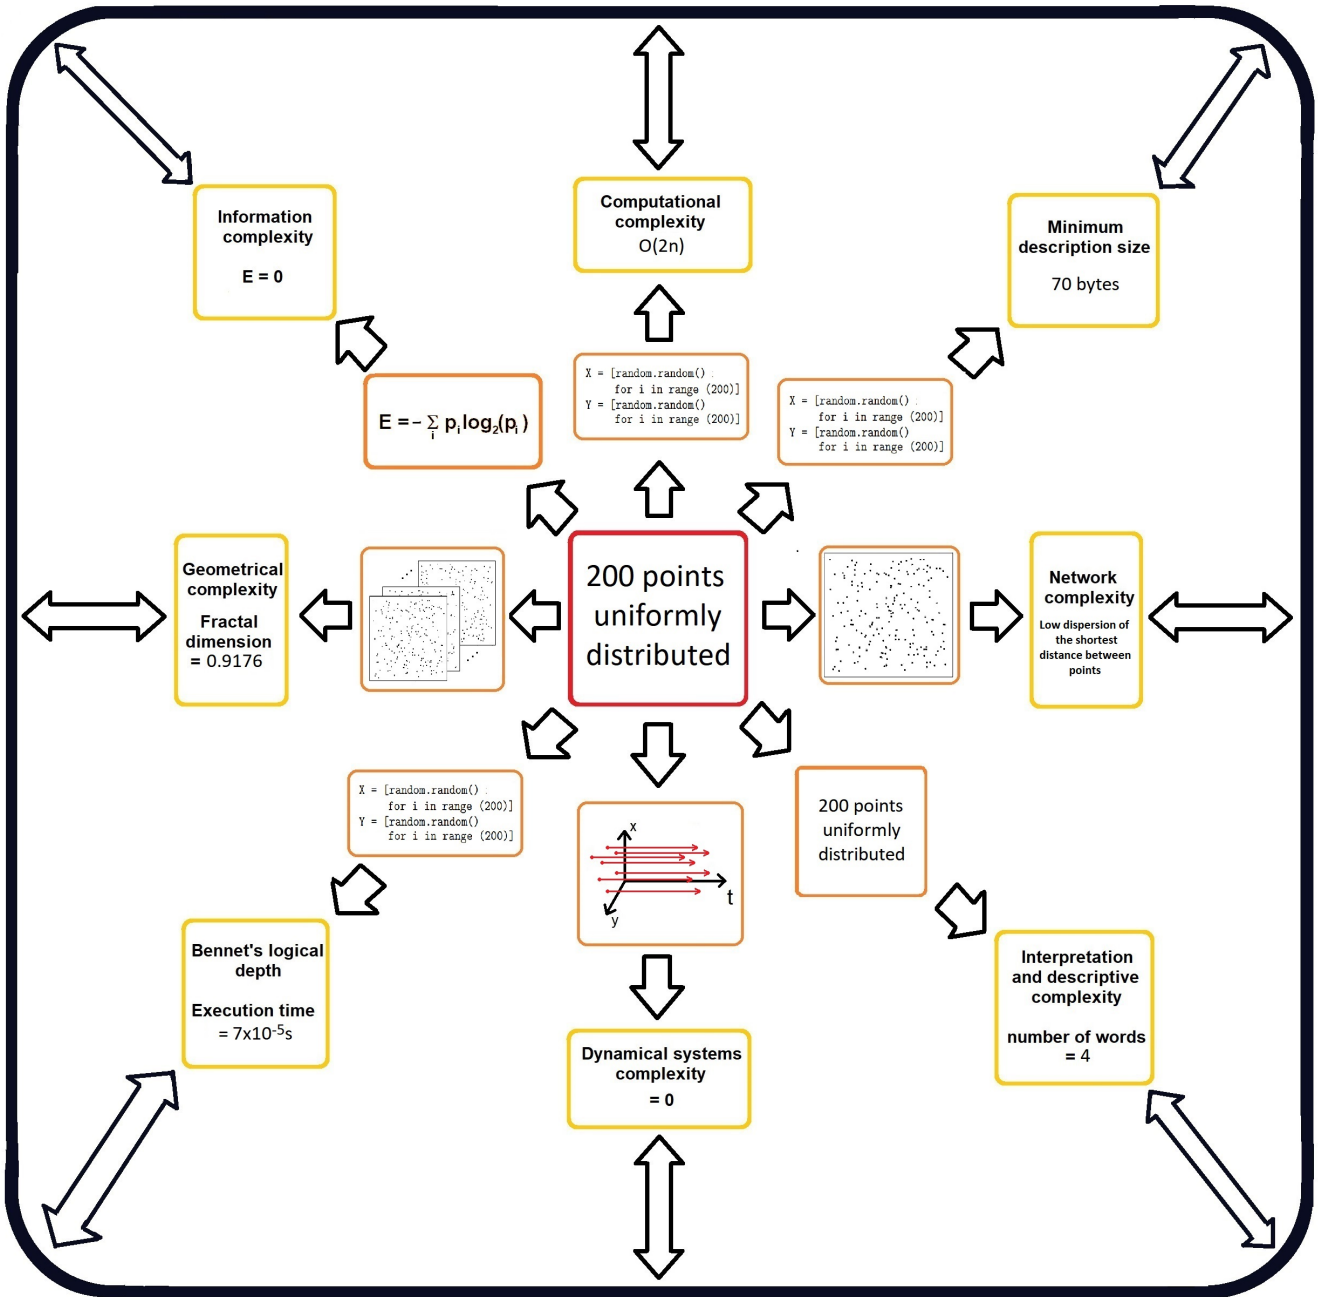 Information
complexity
E = 0
Computational
complexity
O(2n)
Minimum
description size
70 bytes
E = - Σ p_i log_2(p_i)
i
X = [random.random()
for i in range (200)]
Y = [random.random()
for i in range (200)]
X = [random.random()
for i in range (200)]
Y = [random.random()
for i in range (200)]
Geometrical
complexity
Fractal
dimension
= 0.9176
200 points
uniformly
distributed
Network
complexity
Low dispersion of
the shortest
distance between
points
X = [random.random()
for i in range (200)]
Y = [random.random()
for i in range (200)]
x
t
y
200 points
uniformly
distributed
Bennet's logical
depth
Execution time
= 7x10⁻⁵s
Dynamical systems
complexity
= 0
Interpretation
and descriptive
complexity
number of words
= 4